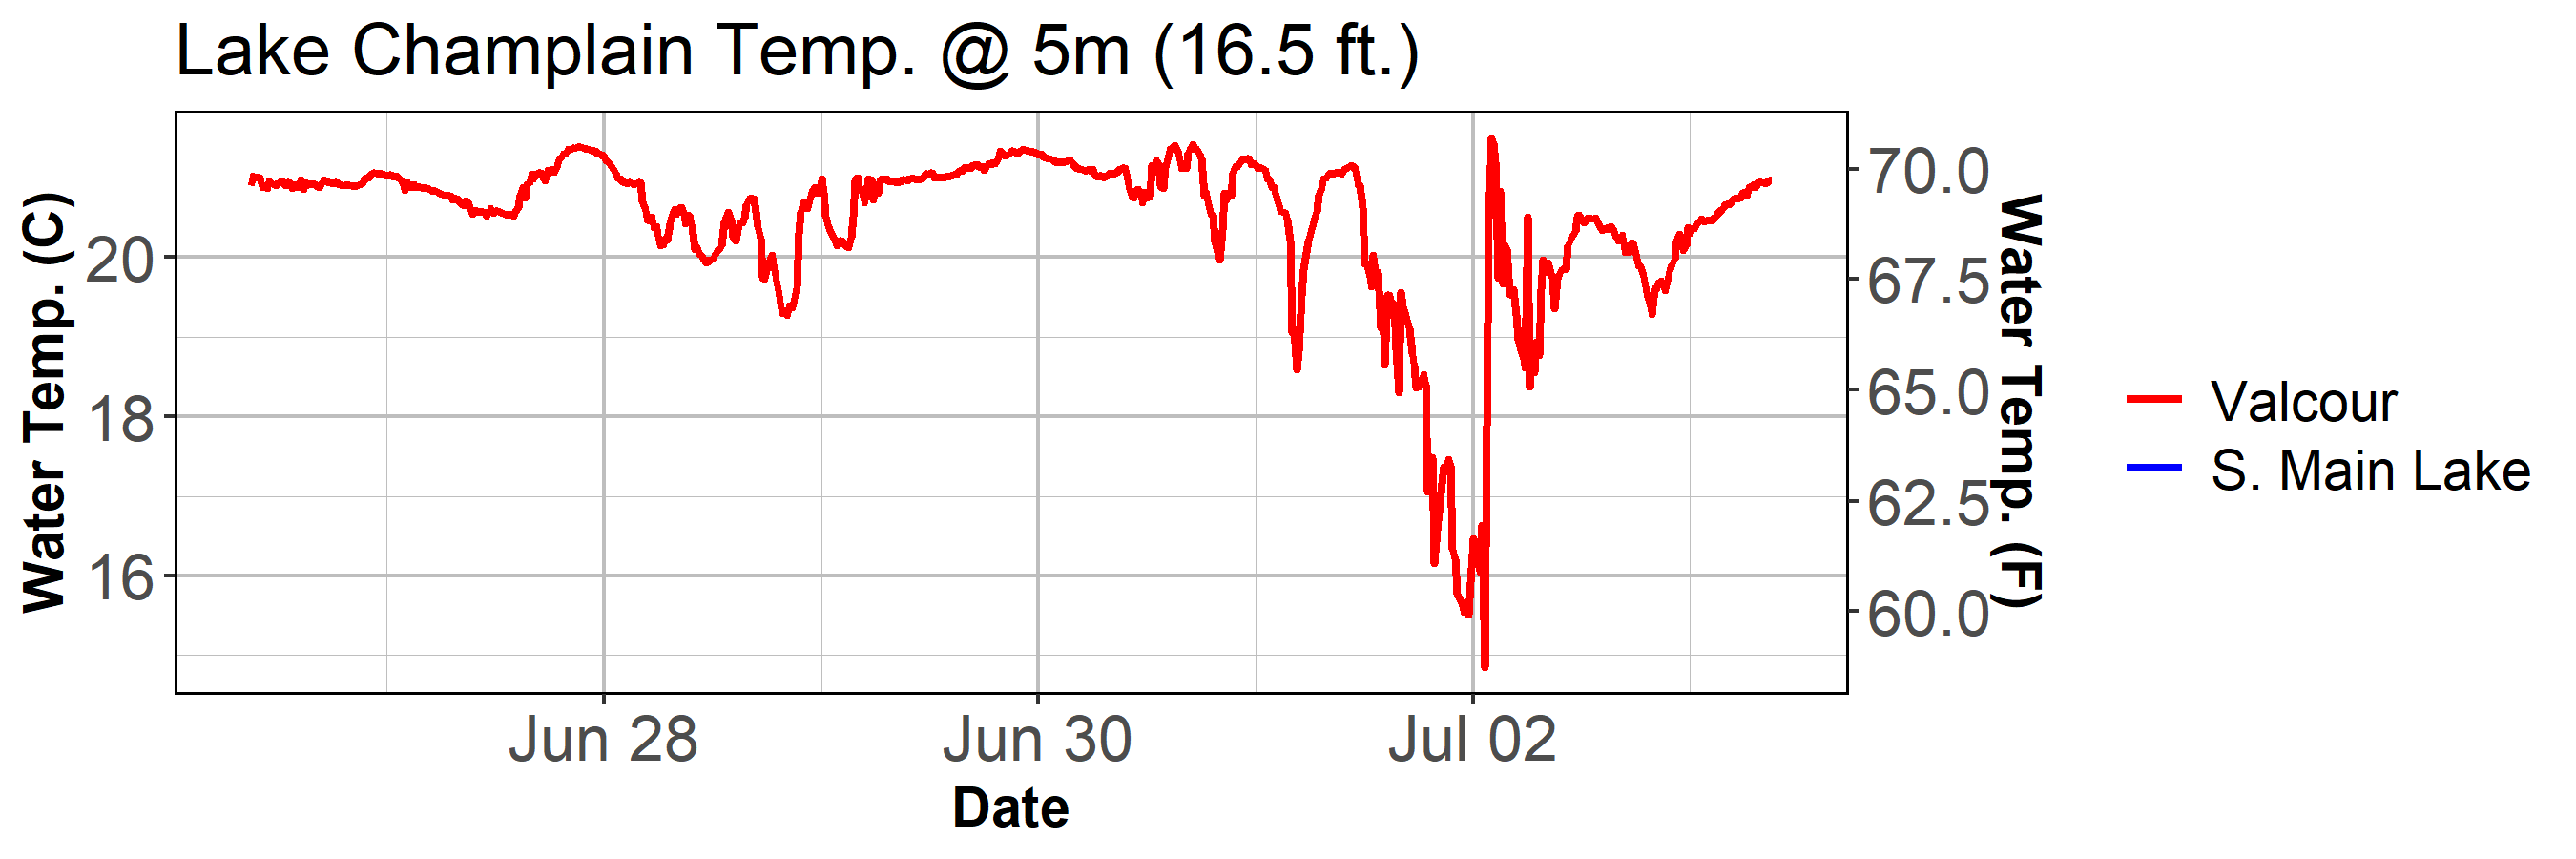 Lake Champlain Temp. @ 5m (16.5 ft.)
Water Temp. (C)
20
18
16
70.0
67.5
65.0
62.5
60.0
Water Temp. (F)
Jun 28
Jun 30
Jul 02
Date
Valcour
S. Main Lake